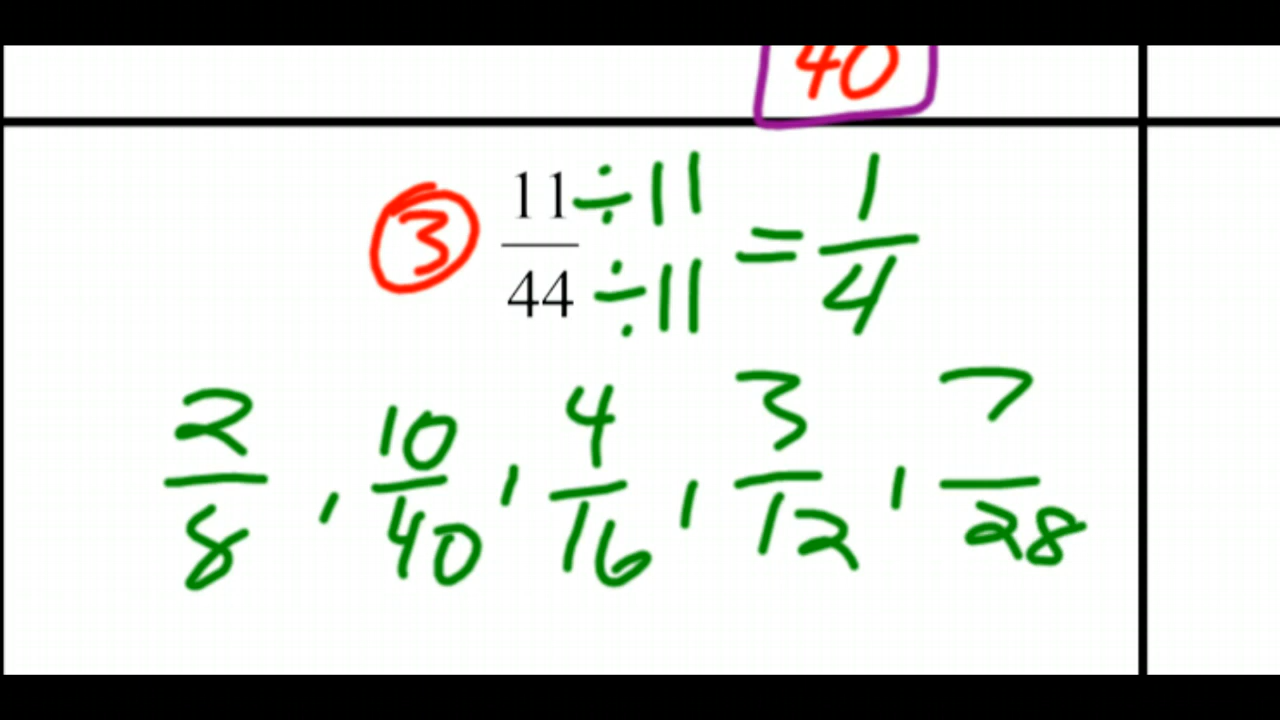 40
③ 11 ÷ 11 / 44 ÷ 11 = 1/4
2/8 , 10/40 , 4/16 , 3/12 , 7/28